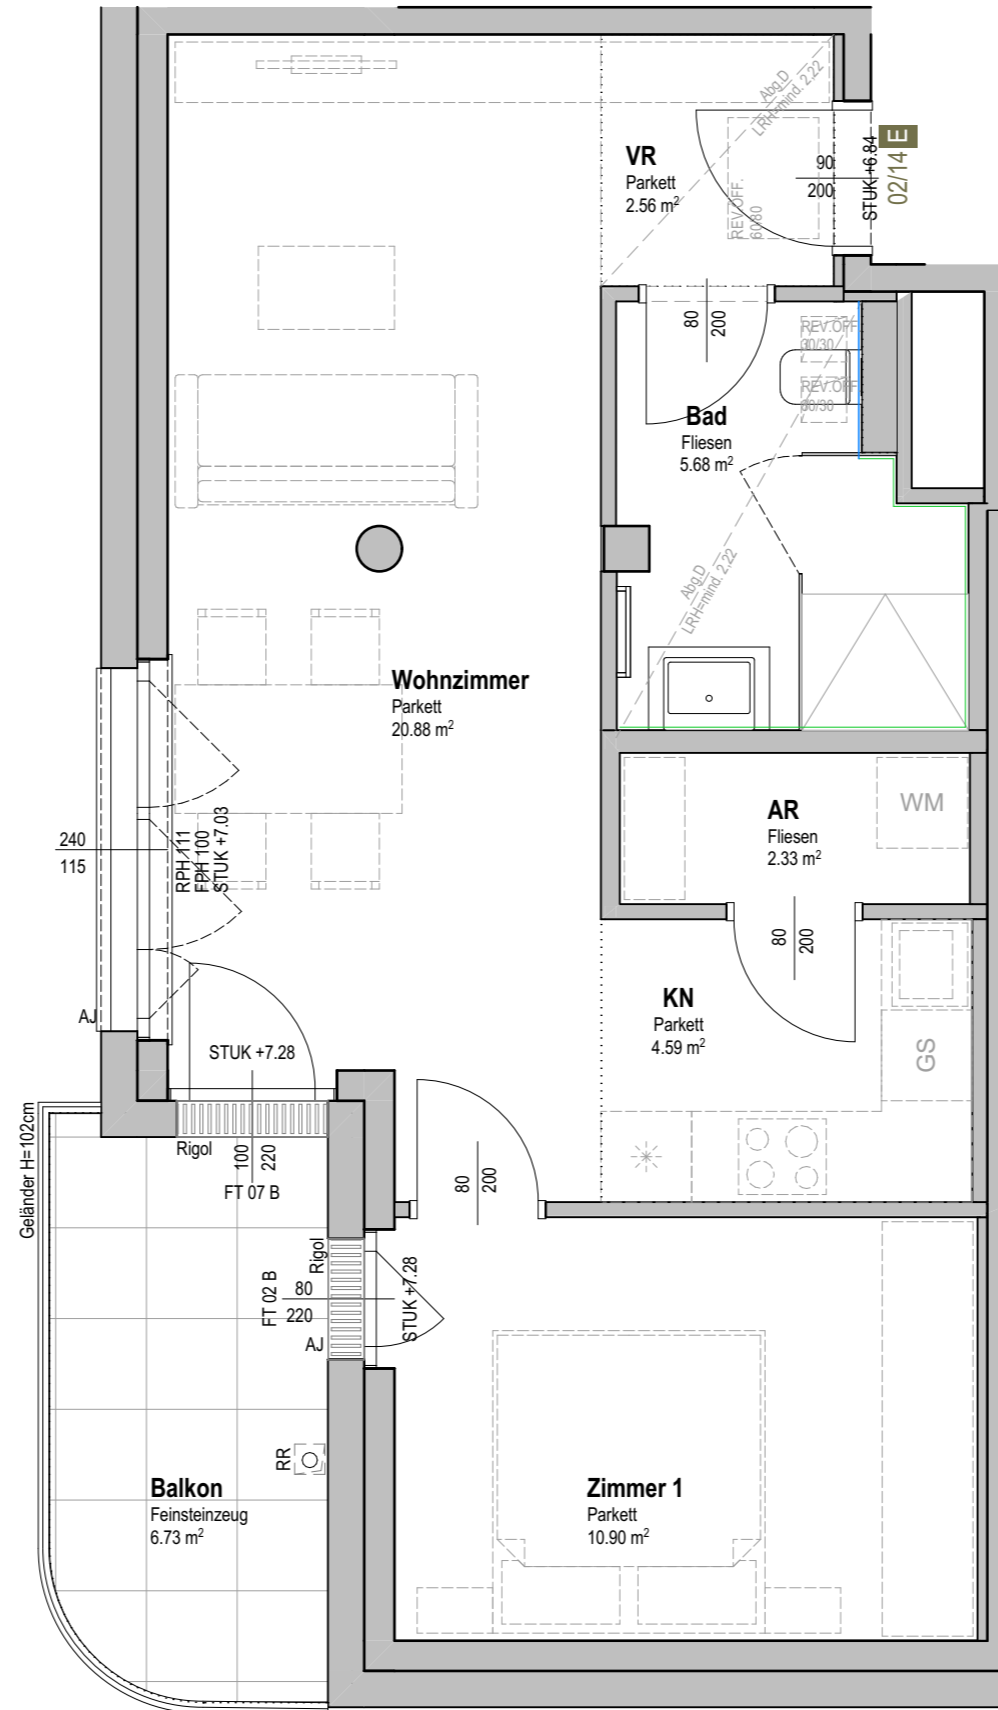 Abg.D
LRH=mind. 2,22
VR
Parkett
2.56 m²
REV.OFF.
60/80
90
200
STUK +6.84
02/14 E
80
200
REV.OFF.
30/30
REV.OFF.
Bad
Fliesen
5.68 m²
Abg.D
LRH=mind. 2,22
Wohnzimmer
Parkett
20.88 m²
240
115
RPH 111
FPH 100
STUK +7.03
AR
Fliesen
2.33 m²
WM
80
200
KN
Parkett
4.59 m²
GS
AJ
STUK +7.28
Geländer H=102cm
Rigol
100
220
FT 07 B
80
200
Rigol
FT 02 B
80
220
STUK +7.28
AJ
RR
Balkon
Feinsteinzeug
6.73 m²
Zimmer 1
Parkett
10.90 m²